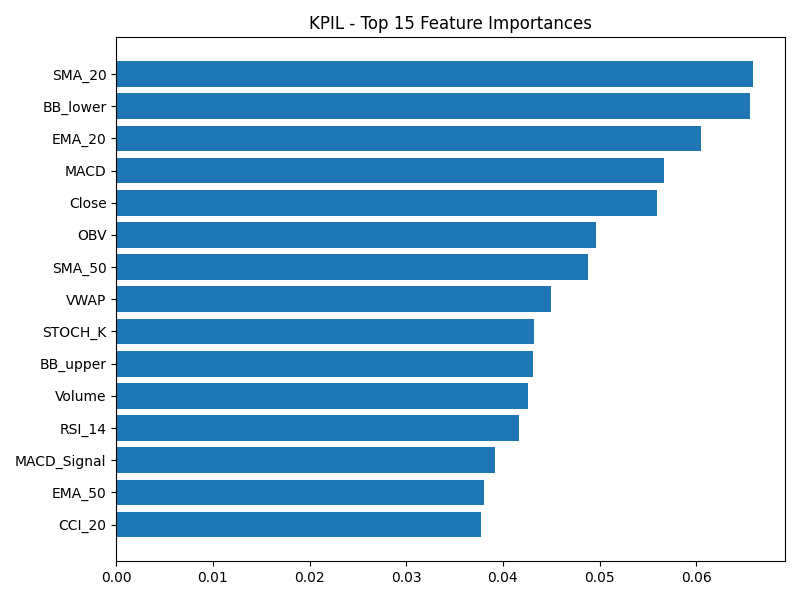 KPIL - Top 15 Feature Importances
SMA_20
BB_lower
EMA_20
MACD
Close
OBV
SMA_50
VWAP
STOCH_K
BB_upper
Volume
RSI_14
MACD_Signal
EMA_50
CCI_20
0.00 0.01 0.02 0.03 0.04 0.05 0.06